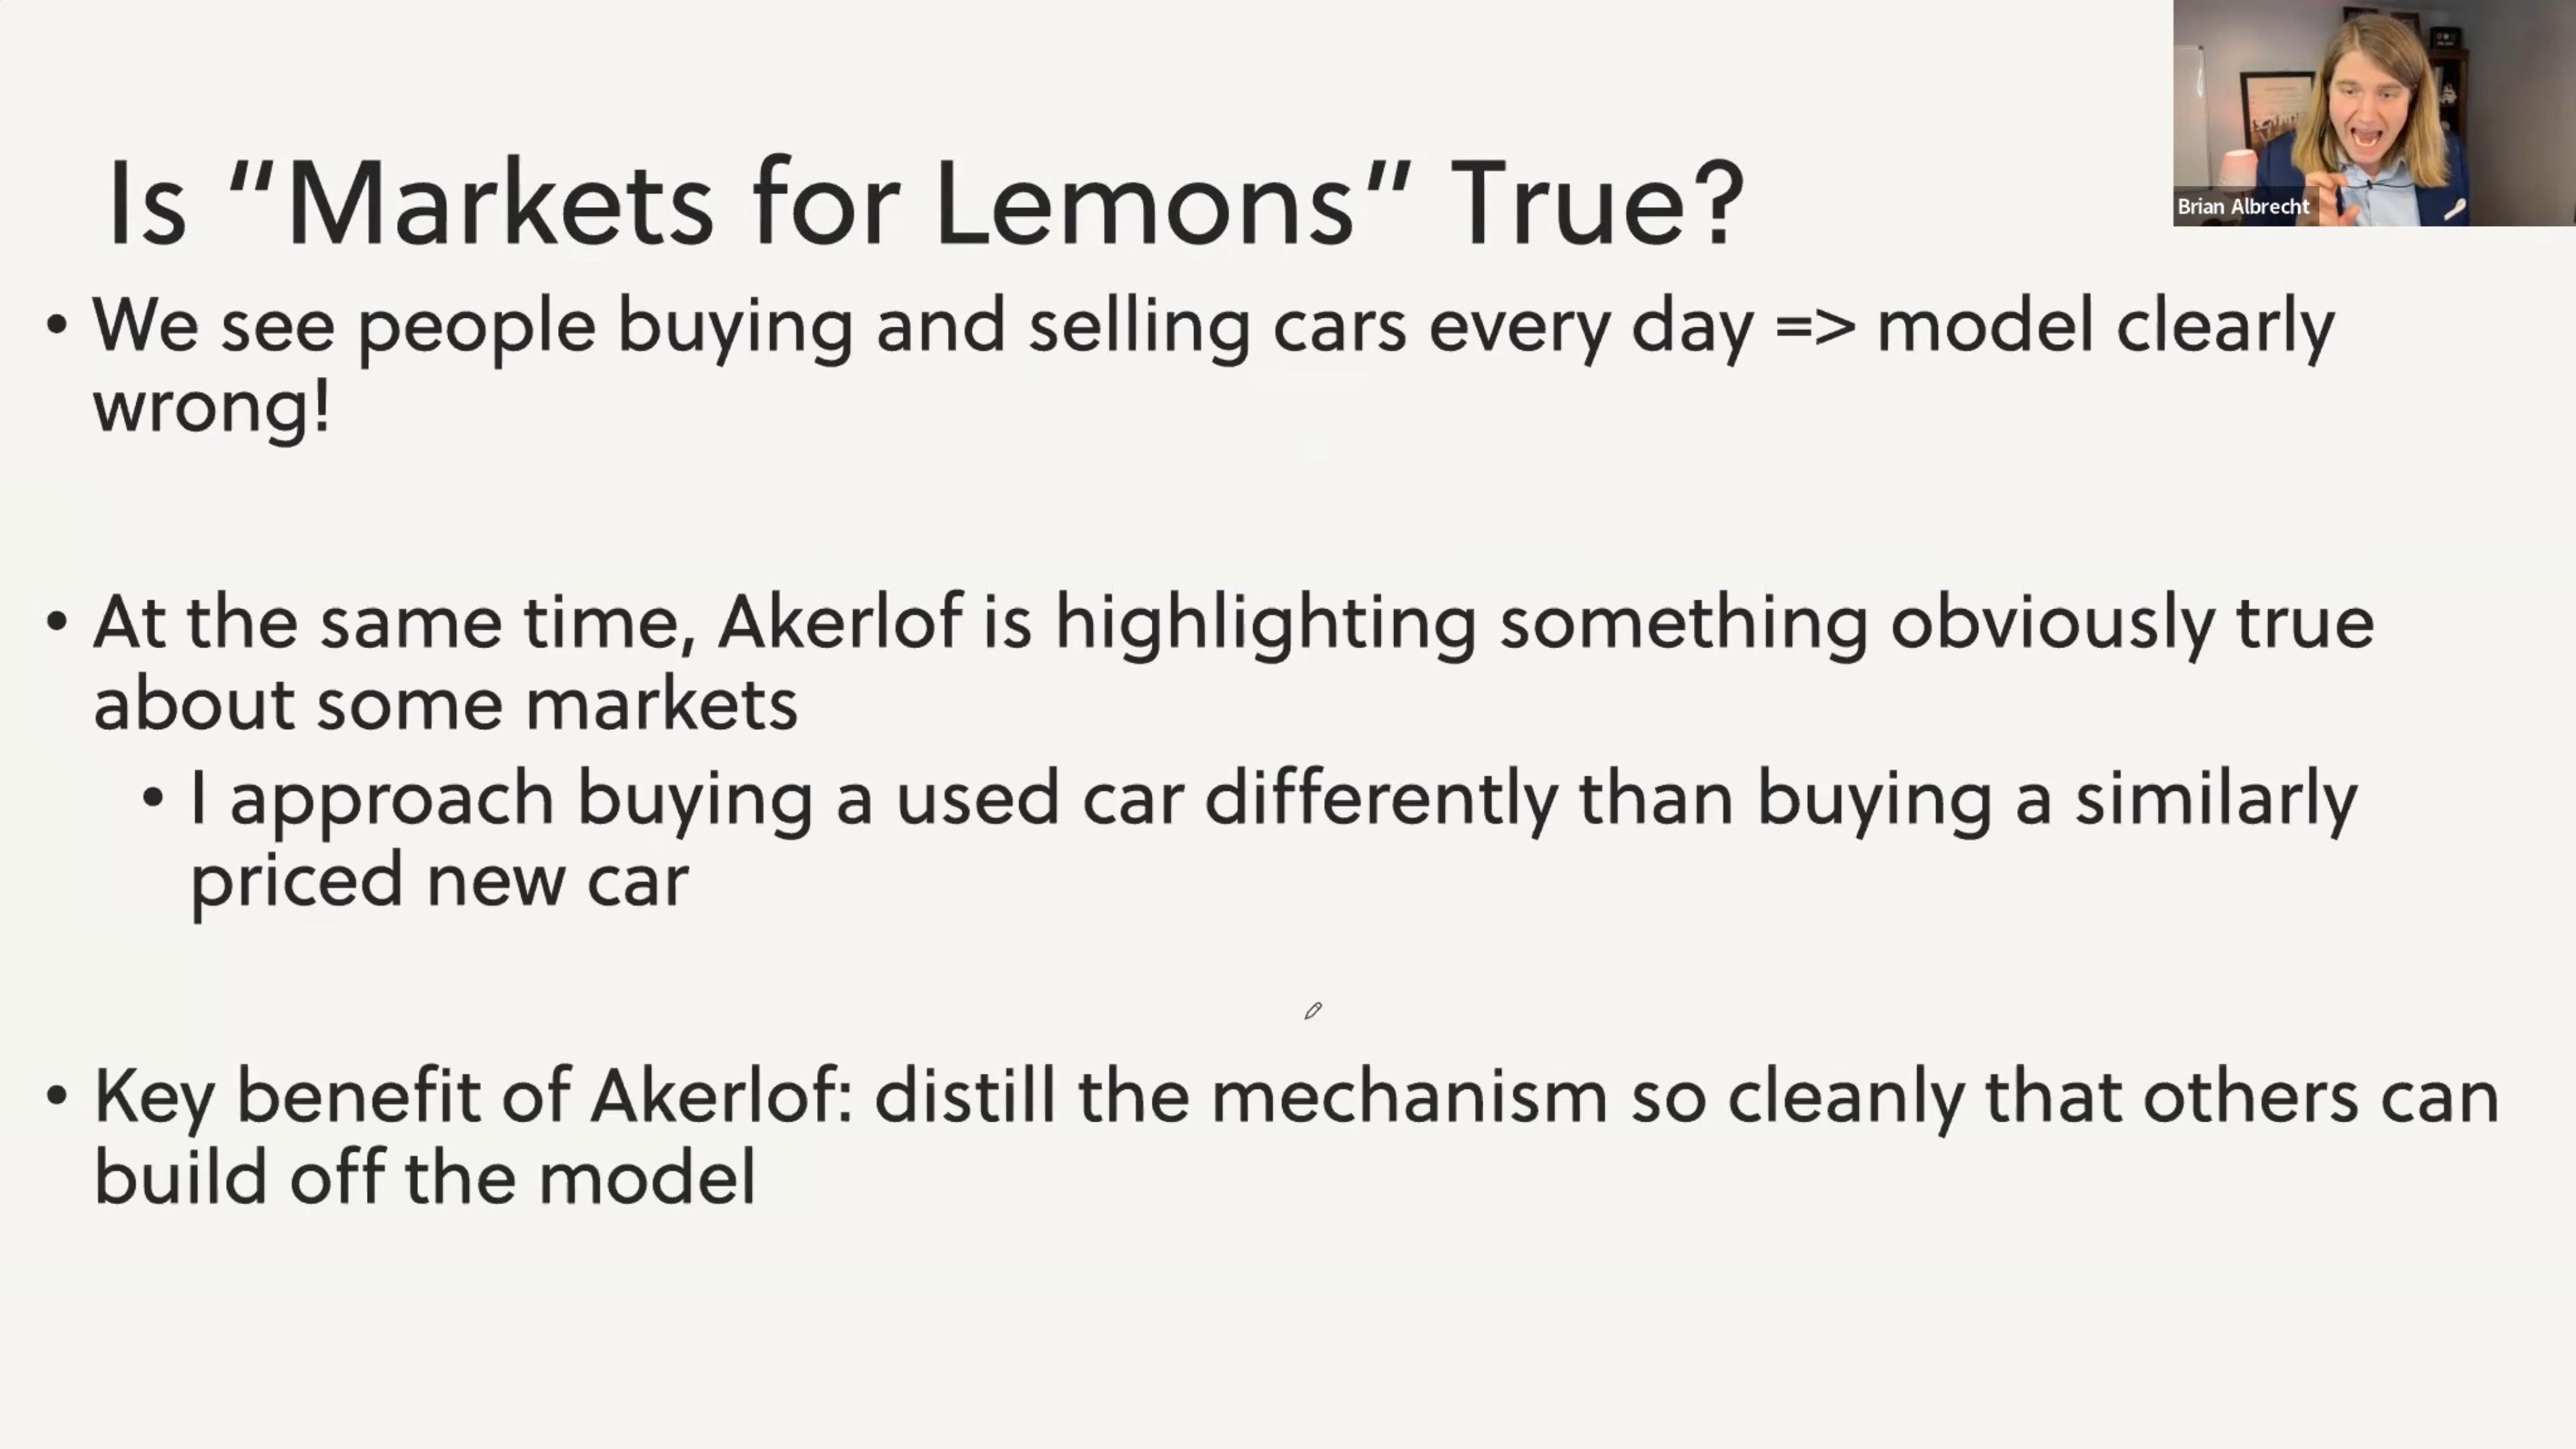 Brian Albrecht
Is “Markets for Lemons” True?
• We see people buying and selling cars every day => model clearly
wrong!
• At the same time, Akerlof is highlighting something obviously true
about some markets
• I approach buying a used car differently than buying a similarly
priced new car
• Key benefit of Akerlof: distill the mechanism so cleanly that others can
build off the model